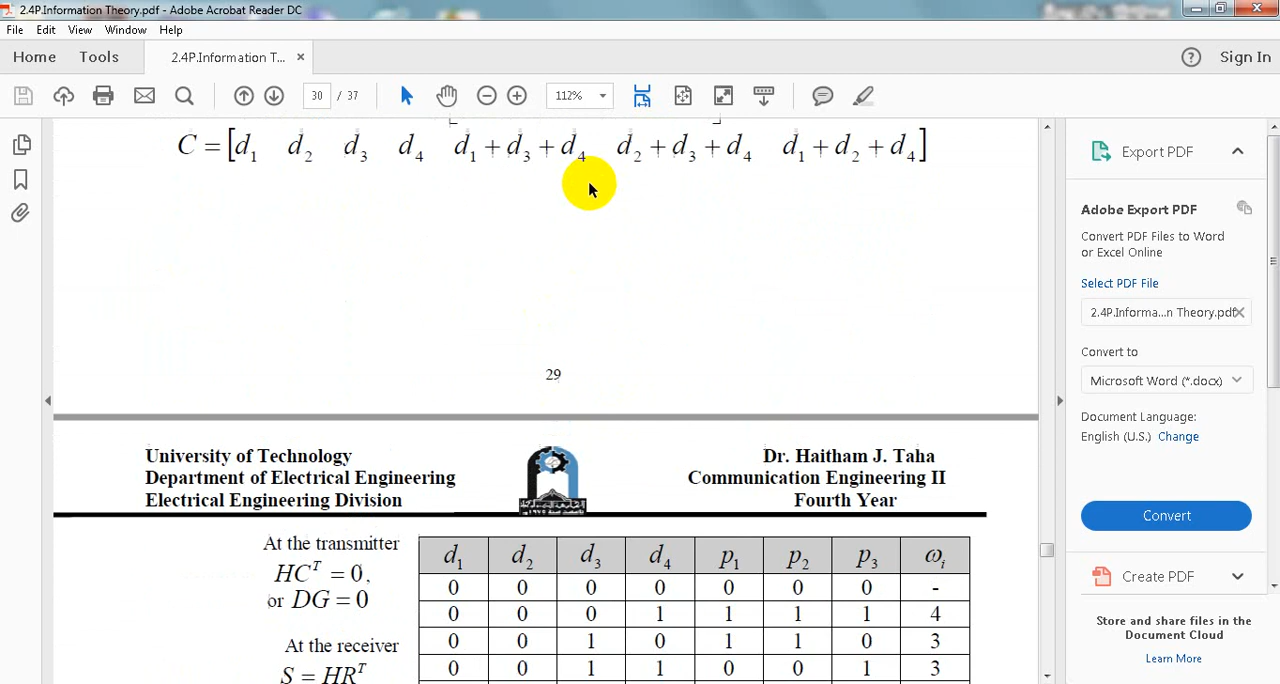 2.4P.Information Theory.pdf - Adobe Acrobat Reader DC
File Edit View Window Help
Home Tools 2.4P.Information T... × Sign In
30 / 37 112%
C = [d1 d2 d3 d4 d1 + d3 + d4 d2 + d3 + d4 d1 + d2 + d4]
29
University of Technology
Department of Electrical Engineering
Electrical Engineering Division
Dr. Haitham J. Taha
Communication Engineering II
Fourth Year
At the transmitter
HC^T = 0,
or DG = 0
At the receiver
S = HR^T
d1 d2 d3 d4 p1 p2 p3 ωi
0 0 0 0 0 0 0 -
0 0 0 1 1 1 1 4
0 0 1 0 1 1 0 3
0 0 1 1 0 0 1 3
Export PDF
Adobe Export PDF
Convert PDF Files to Word
or Excel Online
Select PDF File
2.4P.Informa...n Theory.pdf
Convert to
Microsoft Word (*.docx)
Document Language:
English (U.S.) Change
Convert
Create PDF
Store and share files in the
Document Cloud
Learn More